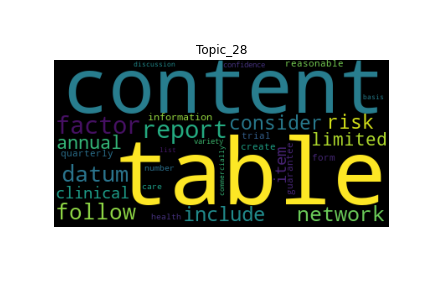 Topic_28
discussion confidence reasonable
content
basis
factor information consider risk
annual report trial limited
quarterly list variety create item
table
datum number commercially guarantee form
clinical care
follow health include network